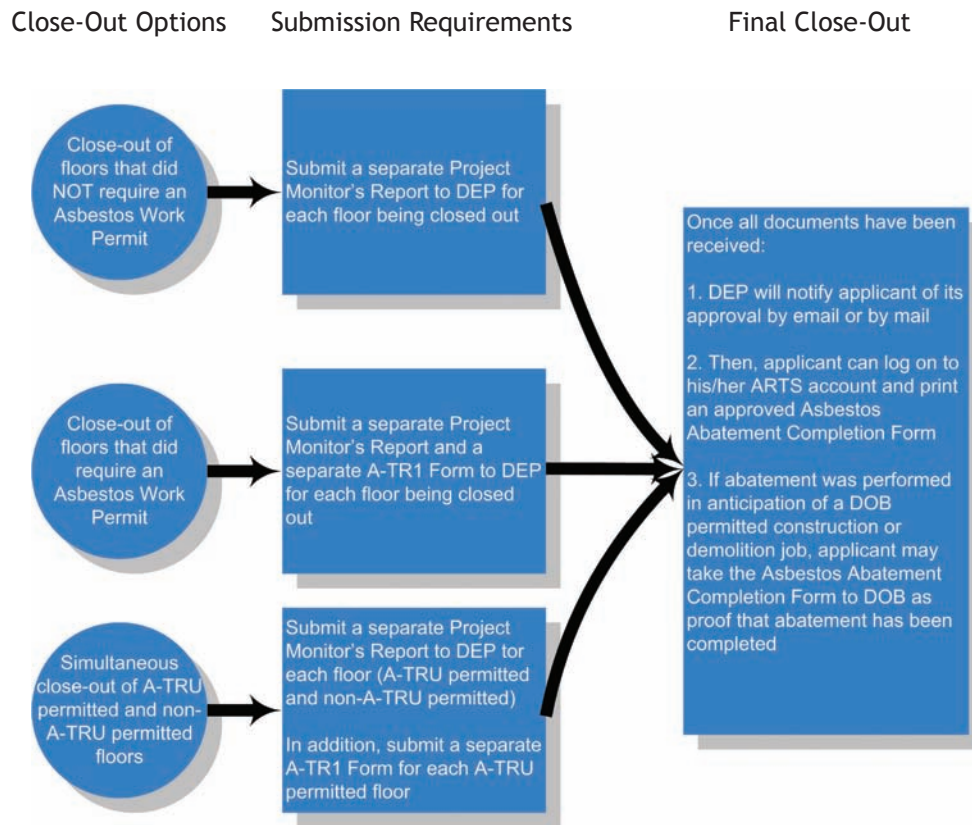 Close-Out Options Submission Requirements Final Close-Out
Close-out of
floors that did
NOT require an
Asbestos Work
Permit
Submit a separate Project
Monitor's Report to DEP for
each floor being closed out
Close-out of
floors that did
require an
Asbestos Work
Permit
Submit a separate Project
Monitor's Report and a
separate A-TR1 Form to DEP
for each floor being closed
out
Simultaneous
close-out of A-TRU
permitted and non-
A-TRU permitted
floors
Submit a separate Project
Monitor's Report to DEP tor
each floor (A-TRU permitted
and non-A-TRU permitted)
In addition, submit a separate
A-TR1 Form for each A-TRU
permitted floor
Once all documents have been
received:
1. DEP will notify applicant of its
approval by email or by mail
2. Then, applicant can log on to
his/her ARTS account and print
an approved Asbestos
Abatement Completion Form
3. If abatement was performed
in anticipation of a DOB
permitted construction or
demolition job, applicant may
take the Asbestos Abatement
Completion Form to DOB as
proof that abatement has been
completed